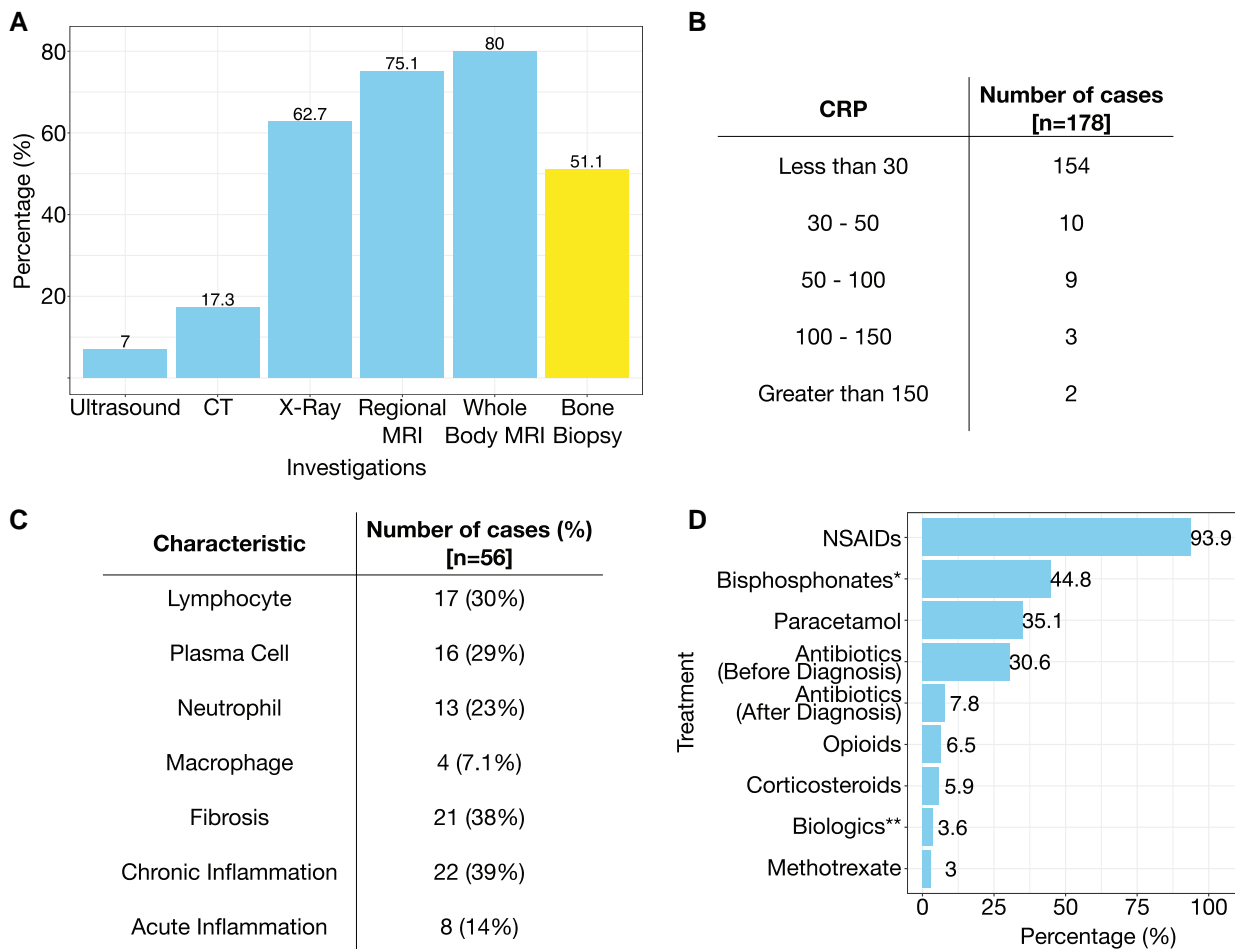 A
Percentage (%)
80
60
40
20
7
17.3
62.7
75.1
80
51.1
Ultrasound CT X-Ray Regional Whole Bone
MRI Body MRI Biopsy
Investigations
B
CRP
Number of cases
[n=178]
Less than 30 154
30 - 50 10
50 - 100 9
100 - 150 3
Greater than 150 2
C
Characteristic
Number of cases (%)
[n=56]
Lymphocyte 17 (30%)
Plasma Cell 16 (29%)
Neutrophil 13 (23%)
Macrophage 4 (7.1%)
Fibrosis 21 (38%)
Chronic Inflammation 22 (39%)
Acute Inflammation 8 (14%)
D
Treatment
NSAIDs 93.9
Bisphosphonates* 44.8
Paracetamol 35.1
Antibiotics
(Before Diagnosis) 30.6
Antibiotics
(After Diagnosis) 7.8
Opioids 6.5
Corticosteroids 5.9
Biologics** 3.6
Methotrexate 3
0 25 50 75 100
Percentage (%)